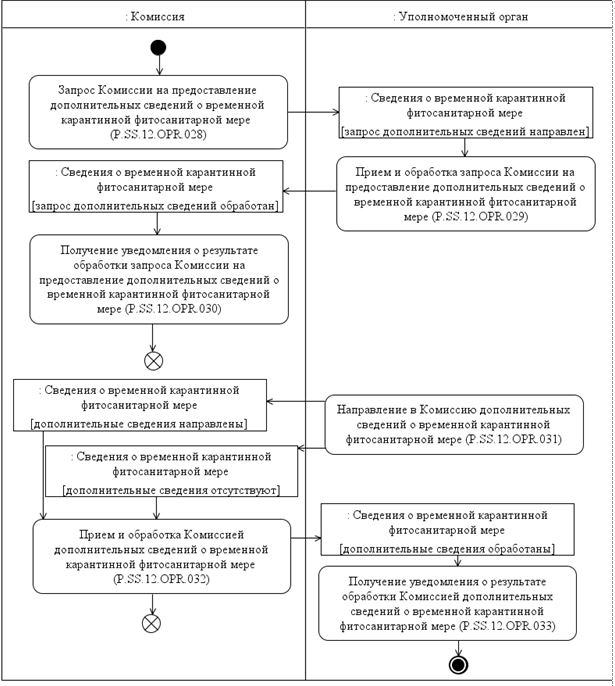 : Комиссия
: Уполномоченный орган
Запрос Комиссии на предоставление
дополнительных сведений о временной
карантинной фитосанитарной мере
(P.SS.12.OPR.028)
: Сведения о временной карантинной
фитосанитарной мере
[запрос дополнительных сведений направлен]
: Сведения о временной карантинной
фитосанитарной мере
[запрос дополнительных сведений обработан]
Прием и обработка запроса Комиссии на
предоставление дополнительных сведений о
временной карантинной фитосанитарной
мере (P.SS.12.OPR.029)
Получение уведомления о результате
обработки запроса Комиссии на
предоставление дополнительных сведений о
временной карантинной фитосанитарной
мере (P.SS.12.OPR.030)
: Сведения о временной карантинной
фитосанитарной мере
[дополнительные сведения направлены]
Направление в Комиссию дополнительных
сведений о временной карантинной
фитосанитарной мере (P.SS.12.OPR.031)
: Сведения о временной карантинной
фитосанитарной мере
[дополнительные сведения отсутствуют]
Прием и обработка Комиссией
дополнительных сведений о временной
карантинной фитосанитарной мере
(P.SS.12.OPR.032)
: Сведения о временной карантинной
фитосанитарной мере
[дополнительные сведения обработаны]
Получение уведомления о результате
обработки Комиссией дополнительных
сведений о временной карантинной
фитосанитарной мере (P.SS.12.OPR.033)